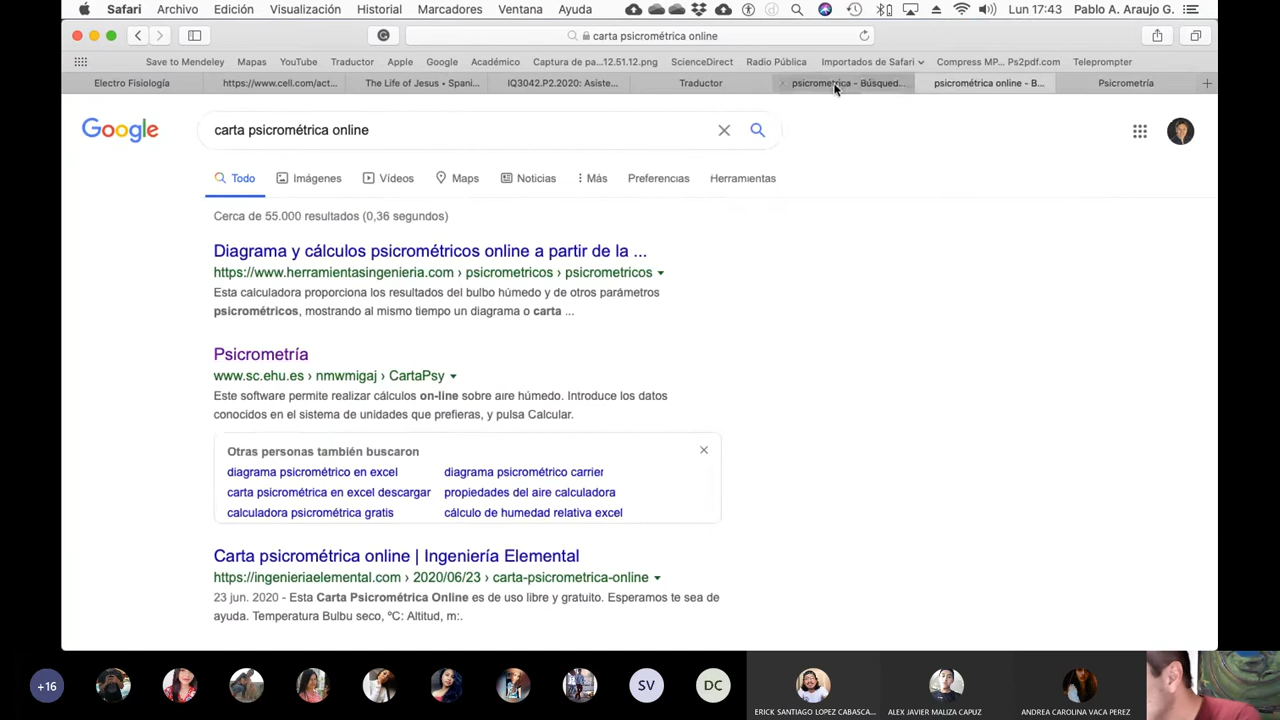 Safari Archivo Edición Visualización Historial Marcadores Ventana Ayuda Lun 17:43 Pablo A. Araujo G.
carta psicrométrica online
Save to Mendeley Mapas YouTube Traductor Apple Google Académico Captura de pa...12.51.12.png ScienceDirect Radio Pública Importados de Safari Compress MP... Ps2pdf.com Teleprompter
Electro Fisiología https://www.cell.com/act... The Life of Jesus • Spani... IQ3042.P2.2020: Asiste... Traductor psicrometrica - Búsqued... psicrométrica online - B... Psicrometría
Google carta psicrométrica online
Todo Imágenes Vídeos Maps Noticias Más Preferencias Herramientas
Cerca de 55.000 resultados (0,36 segundos)
Diagrama y cálculos psicrométricos online a partir de la ...
https://www.herramientasingenieria.com › psicrometricos › psicrometricos
Esta calculadora proporciona los resultados del bulbo húmedo y de otros parámetros
psicrométricos, mostrando al mismo tiempo un diagrama o carta ...
Psicrometría
www.sc.ehu.es › nmwmigaj › CartaPsy
Este software permite realizar cálculos on-line sobre aire húmedo. Introduce los datos
conocidos en el sistema de unidades que prefieras, y pulsa Calcular.
Otras personas también buscaron
diagrama psicrométrico en excel diagrama psicrométrico carrier
carta psicrométrica en excel descargar propiedades del aire calculadora
calculadora psicrométrica gratis cálculo de humedad relativa excel
Carta psicrométrica online | Ingeniería Elemental
https://ingenieriaelemental.com › 2020/06/23 › carta-psicrometrica-online
23 jun. 2020 - Esta Carta Psicrométrica Online es de uso libre y gratuito. Esperamos te sea de
ayuda. Temperatura Bulbu seco, ºC: Altitud, m:.
+16 SV DC
ERICK SANTIAGO LOPEZ CABASCA... ALEX JAVIER MALIZA CAPUZ ANDREA CAROLINA VACA PEREZ